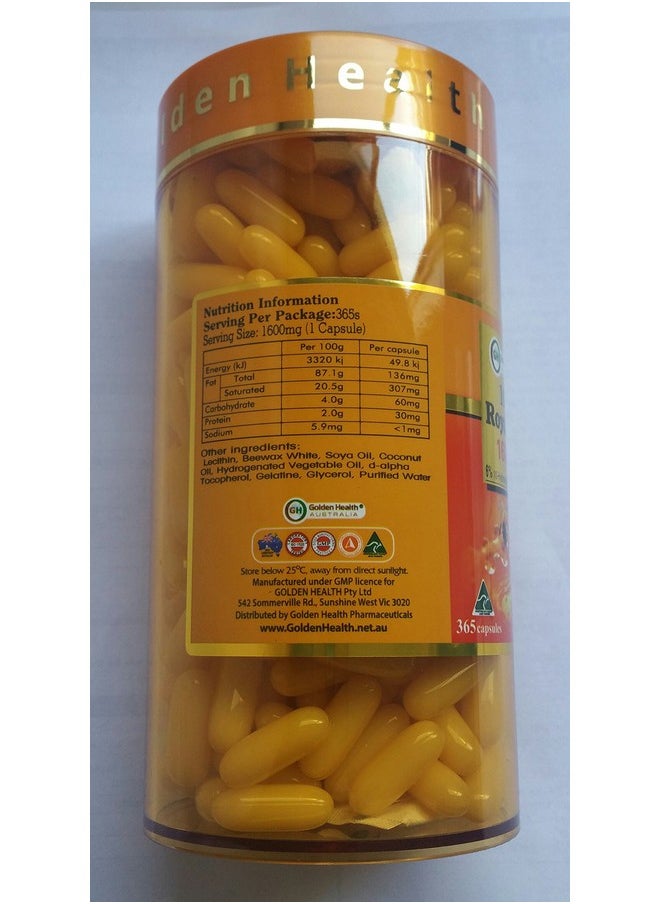 lden Health
Nutrition Information
Serving Per Package:365s
Serving Size: 1600mg (1 Capsule)
Per 100g Per capsule
Energy (kJ) 3320 kj 49.8 kj
Fat Total 87.1g 136mg
Saturated 20.5g 307mg
Carbohydrate 4.0g 60mg
Protein 2.0g 30mg
Sodium 5.9mg <1mg
Other ingredients:
Lecithin, Beewax White, Soya Oil, Coconut
Oil, Hydrogenated Vegetable Oil, d-alpha
Tocopherol, Gelatine, Glycerol, Purified Water
GH Golden Health
AUSTRALIA
GMP
Store below 25°C, away from direct sunlight.
Manufactured under GMP licence for
GOLDEN HEALTH Pty Ltd
542 Sommerville Rd., Sunshine West Vic 3020
Distributed by Golden Health Pharmaceuticals
www.GoldenHealth.net.au
365 capsules